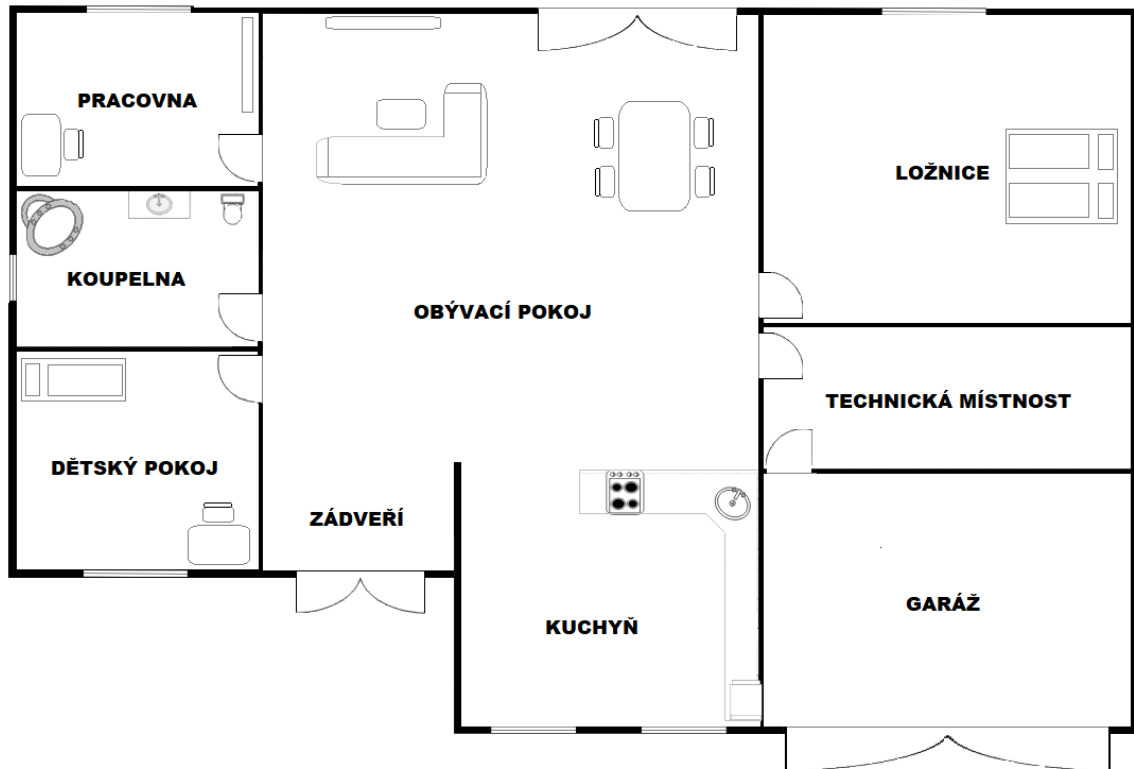 PRACOVNA
LOŽNICE
KOUPELNA
OBÝVACÍ POKOJ
TECHNICKÁ MÍSTNOST
DĚTSKÝ POKOJ
ZÁDVEŘÍ
GARÁŽ
KUCHYŇ